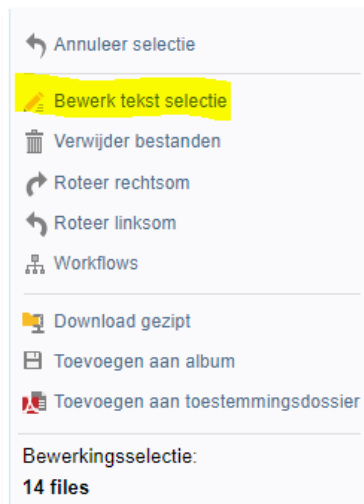 Annuleer selectie
Bewerk tekst selectie
Verwijder bestanden
Roteer rechtsom
Roteer linksom
Workflows
Download gezipt
Toevoegen aan album
Toevoegen aan toestemmingsdossier
Bewerkingsselectie:
14 files